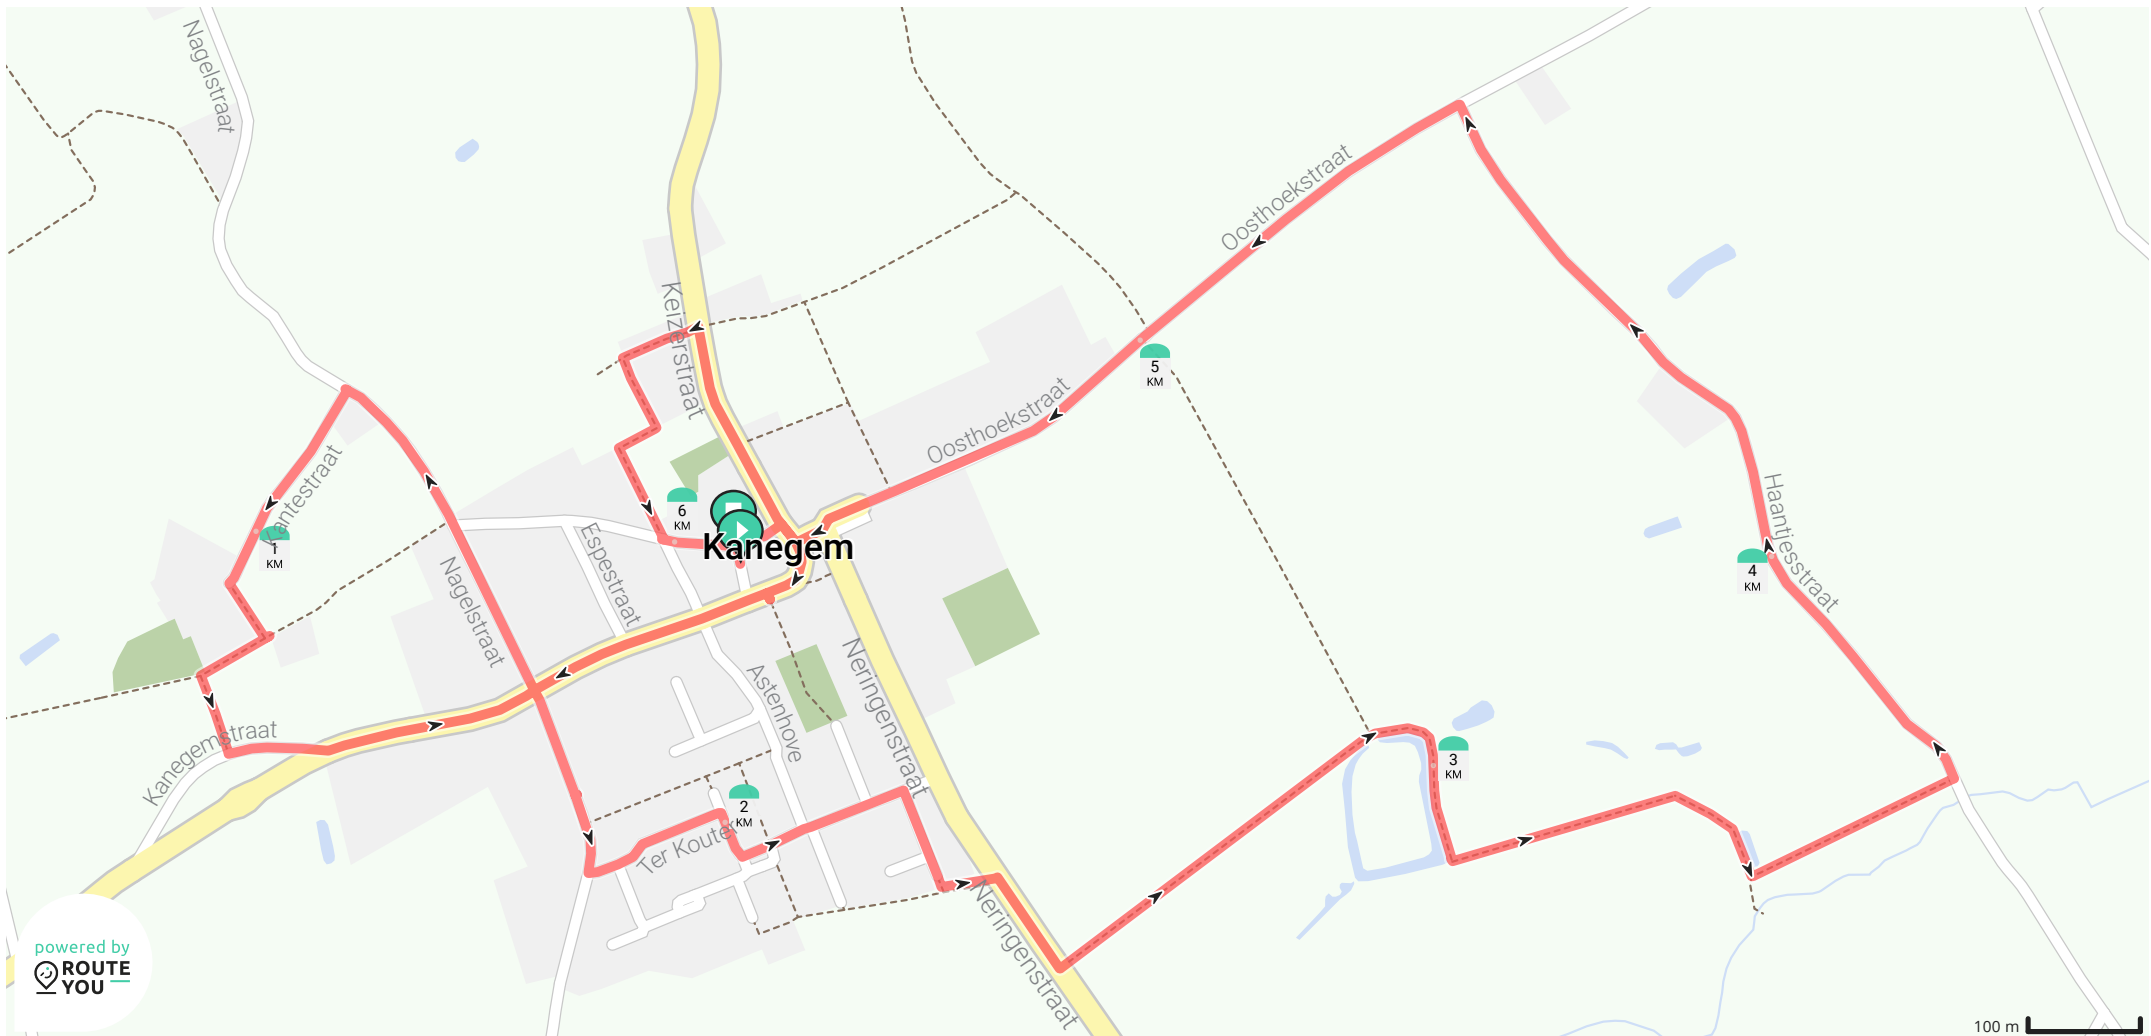 Nagelstraat
Oosthoekstraat
Keizerstraat
5
KM
Oosthoekstraat
Kantestraat
6
KM
1
KM
Kanegem
Espestraat
Nagelstraat
Haantjesstraat
4
KM
Neringenstraat
Astenhove
Kanegemstraat
3
KM
2
KM
Ter Kouter
Neringenstraat
powered by
ROUTE
YOU
100 m